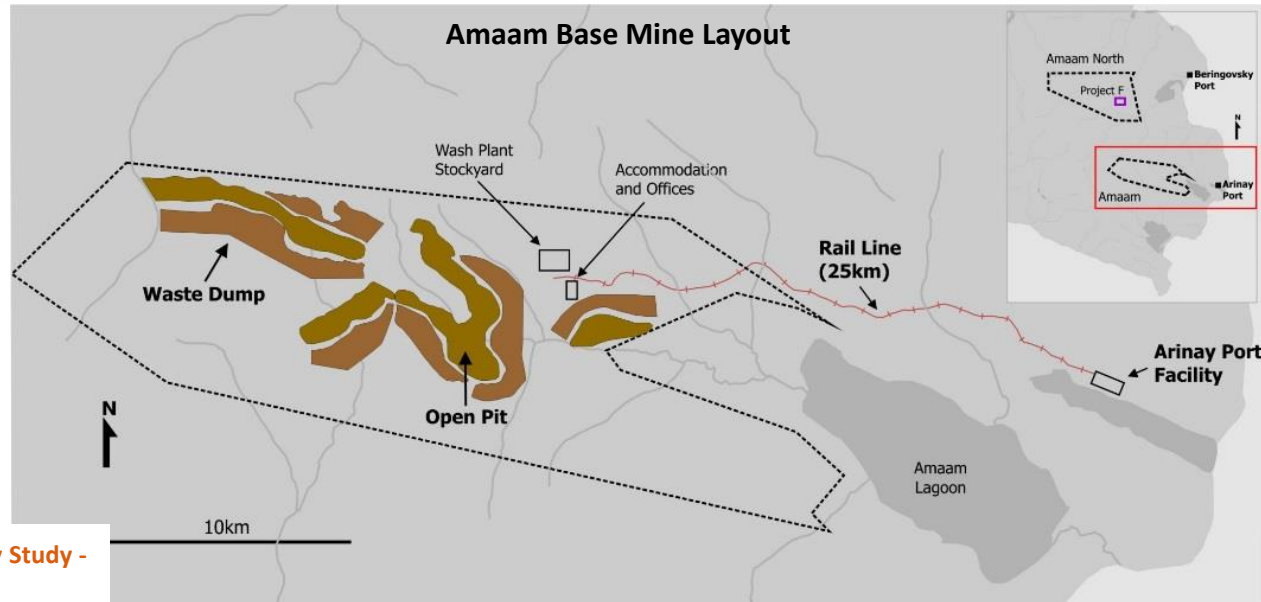 Amaam Base Mine Layout
Amaam North
Project F
Beringovsky
Port
N
Amaam
Arinay
Port
Wash Plant
Stockyard
Accommodation
and Offices
Rail Line
(25km)
Waste Dump
Open Pit
Arinay Port
Facility
N
Amaam
Lagoon
10km
Study -